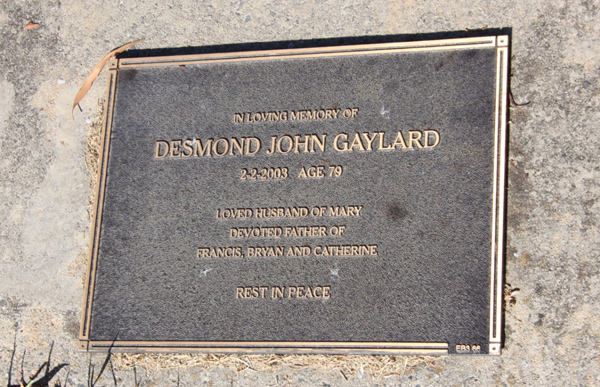 IN LOVING MEMORY OF
DESMOND JOHN GAYLARD
2-2-2003 AGE 79
LOVED HUSBAND OF MARY
DEVOTED FATHER OF
FRANCIS, BRYAN AND CATHERINE
REST IN PEACE